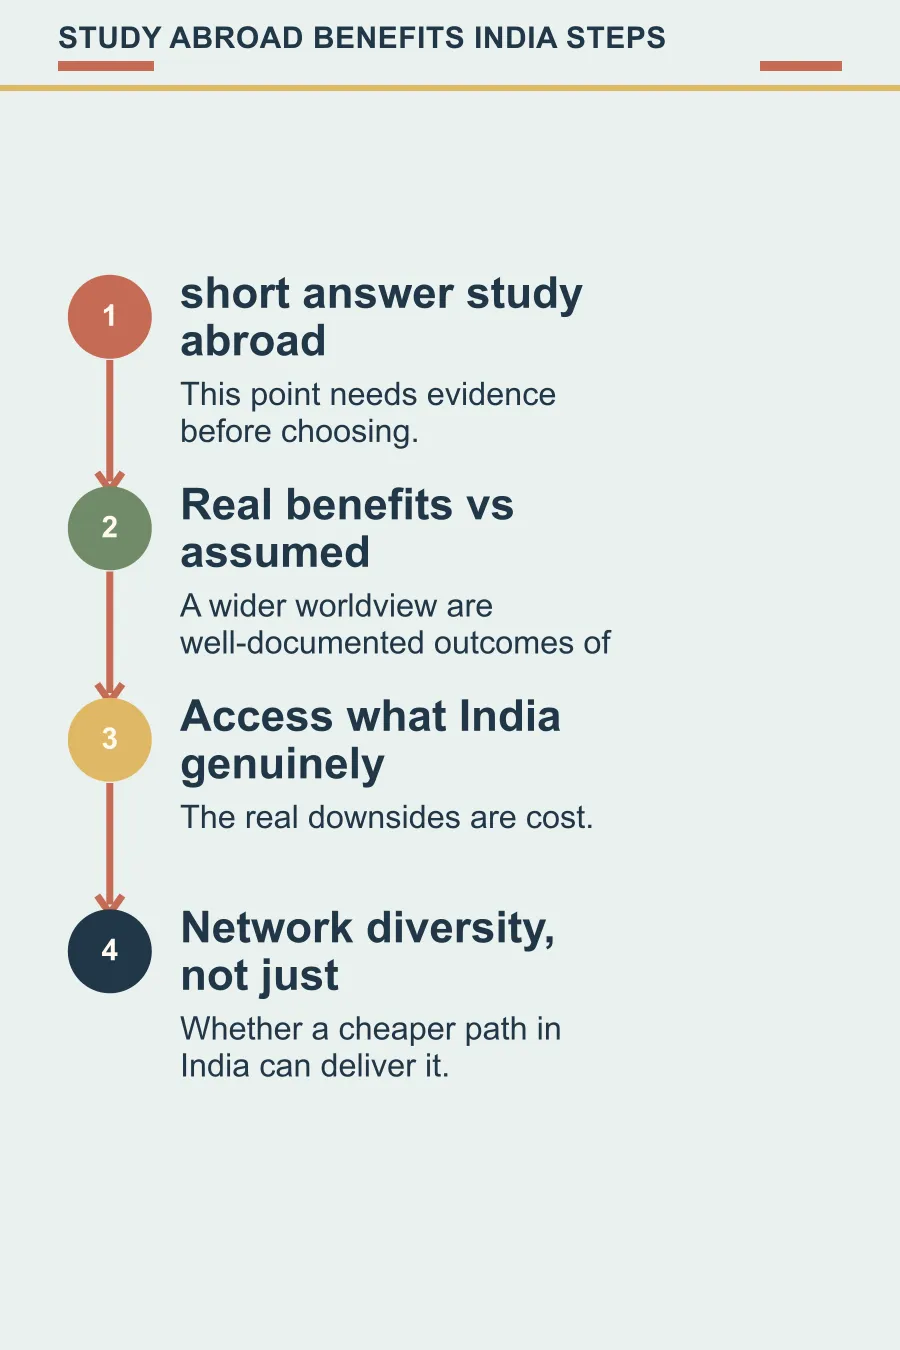 STUDY ABROAD BENEFITS INDIA STEPS
1
short answer study
abroad
This point needs evidence
before choosing.
2
Real benefits vs
assumed
A wider worldview are
well-documented outcomes of
3
Access what India
genuinely
The real downsides are cost.
4
Network diversity,
not just
Whether a cheaper path in
India can deliver it.